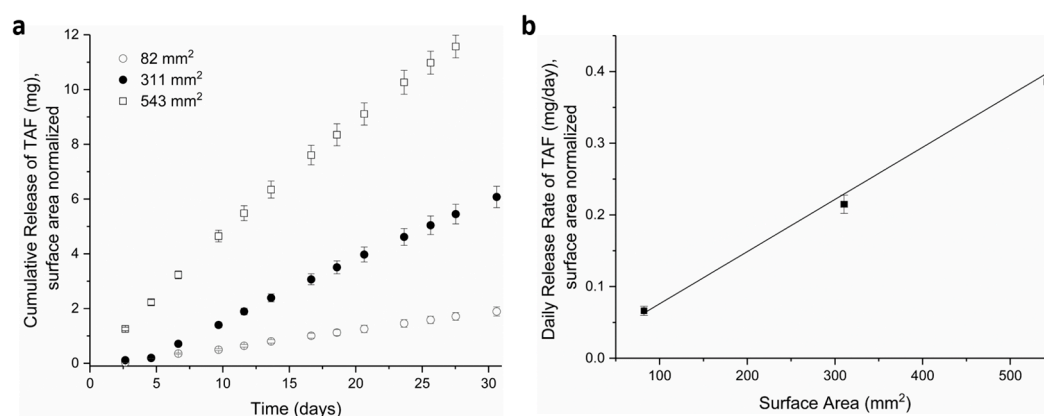 a
Cumulative Release of TAF (mg),
surface area normalized
12
10
8
6
4
2
0
82 mm²
311 mm²
543 mm²
0 5 10 15 20 25 30
Time (days)
b
Daily Release Rate of TAF (mg/day),
surface area normalized
0.4
0.3
0.2
0.1
0.0
100 200 300 400 500
Surface Area (mm²)